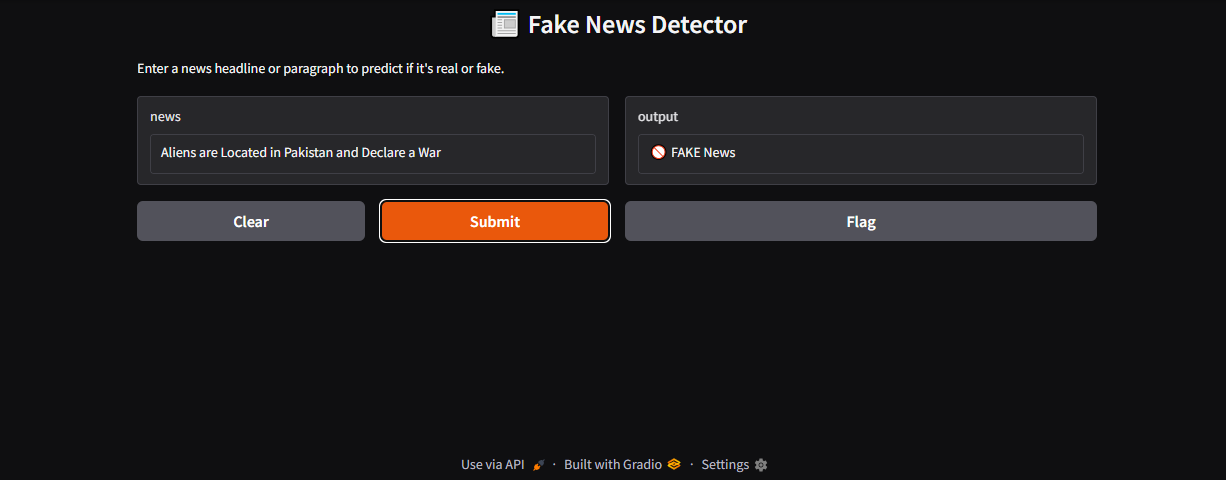 📰 Fake News Detector
Enter a news headline or paragraph to predict if it's real or fake.
news
Aliens are Located in Pakistan and Declare a War
output
🚫 FAKE News
Clear
Submit
Flag
Use via API 🚀 · Built with Gradio · Settings ⚙️